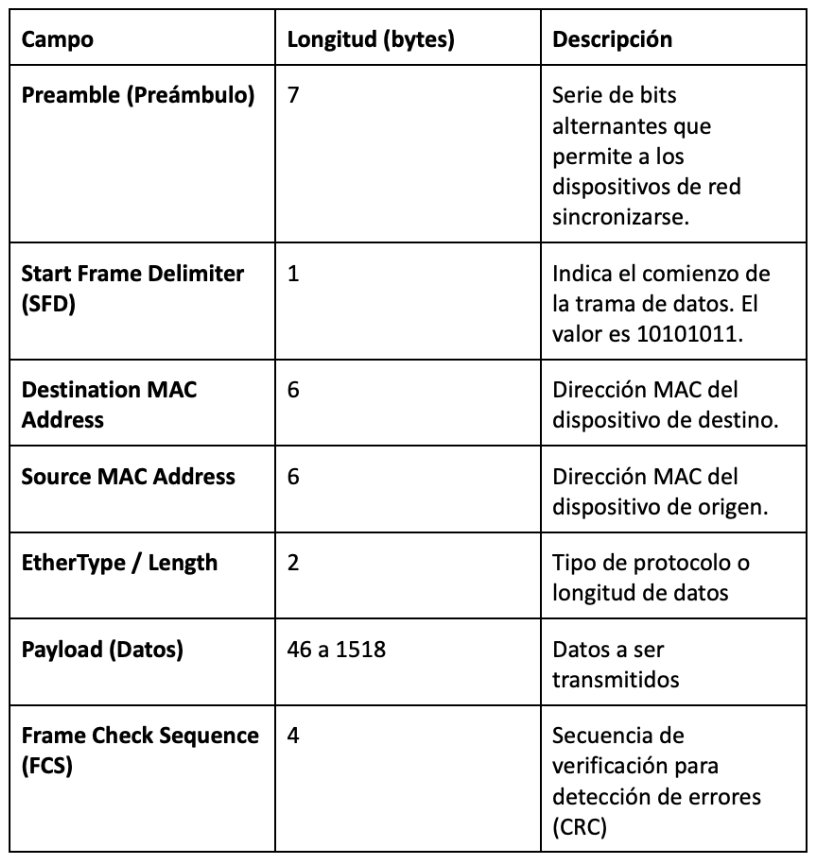 Campo
Longitud (bytes)
Descripción
Preamble (Preámbulo)
7
Serie de bits
alternantes que
permite a los
dispositivos de red
sincronizarse.
Start Frame Delimiter
(SFD)
1
Indica el comienzo de
la trama de datos. El
valor es 10101011.
Destination MAC
Address
6
Dirección MAC del
dispositivo de destino.
Source MAC Address
6
Dirección MAC del
dispositivo de origen.
EtherType / Length
2
Tipo de protocolo o
longitud de datos
Payload (Datos)
46 a 1518
Datos a ser
transmitidos
Frame Check Sequence
(FCS)
4
Secuencia de
verificación para
detección de errores
(CRC)